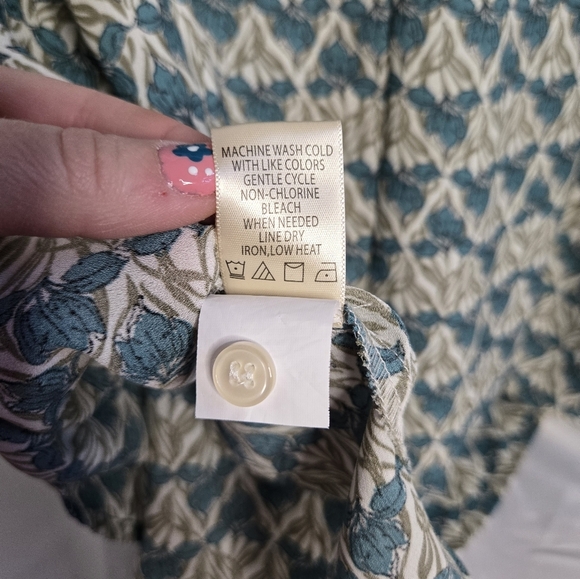 MACHINE WASH COLD
WITH LIKE COLORS
GENTLE CYCLE
NON-CHLORINE
BLEACH
WHEN NEEDED
LINE DRY
IRON,LOW HEAT